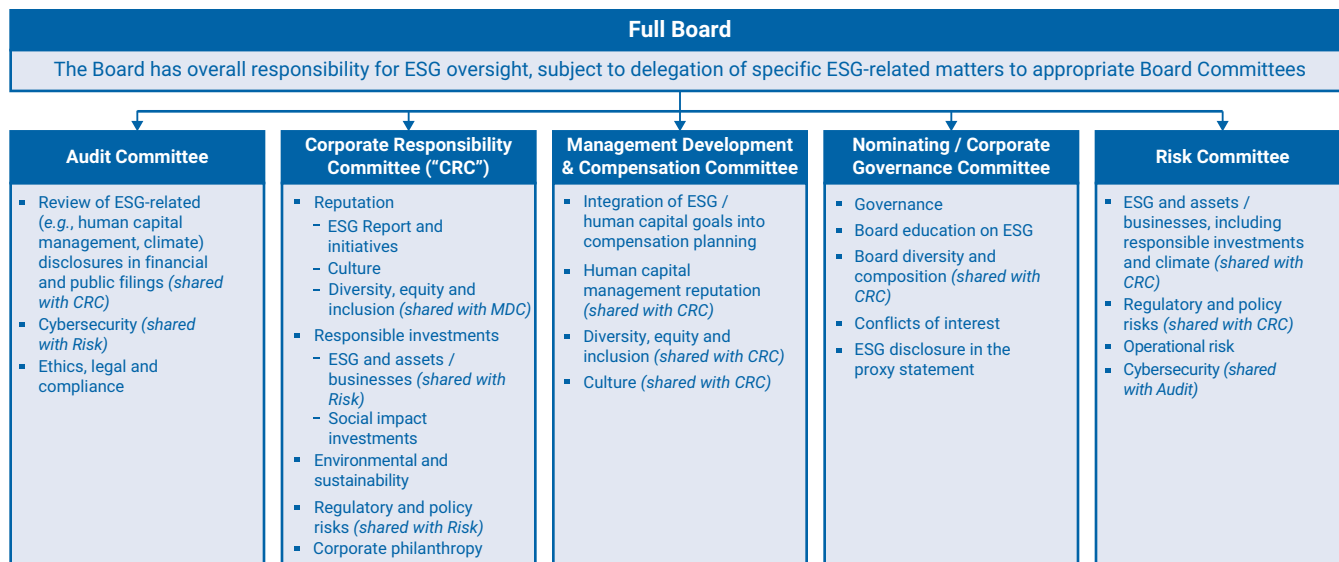 Full Board
The Board has overall responsibility for ESG oversight, subject to delegation of specific ESG-related matters to appropriate Board Committees
Audit Committee
▪ Review of ESG-related
(e.g., human capital
management, climate)
disclosures in financial
and public filings (shared
with CRC)
▪ Cybersecurity (shared
with Risk)
▪ Ethics, legal and
compliance
Corporate Responsibility
Committee (“CRC”)
▪ Reputation
– ESG Report and
initiatives
– Culture
– Diversity, equity and
inclusion (shared with MDC)
▪ Responsible investments
– ESG and assets /
businesses (shared with
Risk)
– Social impact
investments
▪ Environmental and
sustainability
▪ Regulatory and policy
risks (shared with Risk)
▪ Corporate philanthropy
Management Development
& Compensation Committee
▪ Integration of ESG /
human capital goals into
compensation planning
▪ Human capital
management reputation
(shared with CRC)
▪ Diversity, equity and
inclusion (shared with CRC)
▪ Culture (shared with CRC)
Nominating / Corporate
Governance Committee
▪ Governance
▪ Board education on ESG
▪ Board diversity and
composition (shared with
CRC)
▪ Conflicts of interest
▪ ESG disclosure in the
proxy statement
Risk Committee
▪ ESG and assets /
businesses, including
responsible investments
and climate (shared with
CRC)
▪ Regulatory and policy
risks (shared with CRC)
▪ Operational risk
▪ Cybersecurity (shared
with Audit)